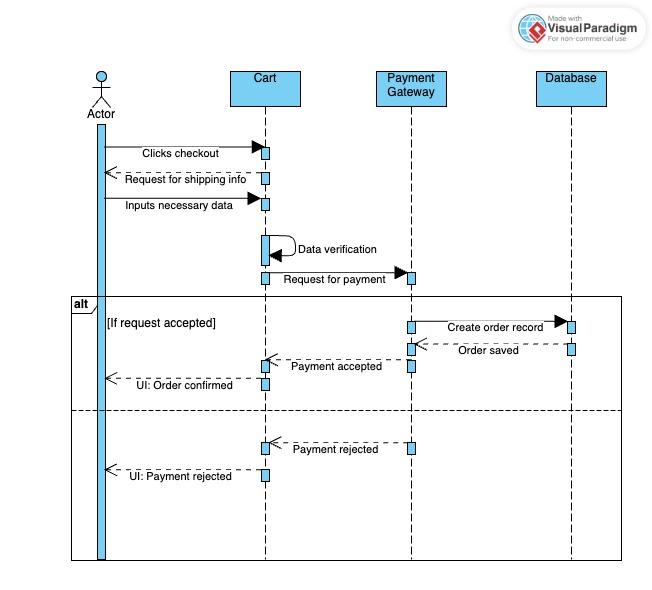 Made with
VisualParadigm
For non-commercial use
Cart
Payment
Gateway
Database
Actor
Clicks checkout
Request for shipping info
Inputs necessary data
Data verification
Request for payment
alt
[If request accepted]
Create order record
Order saved
Payment accepted
UI: Order confirmed
Payment rejected
UI: Payment rejected